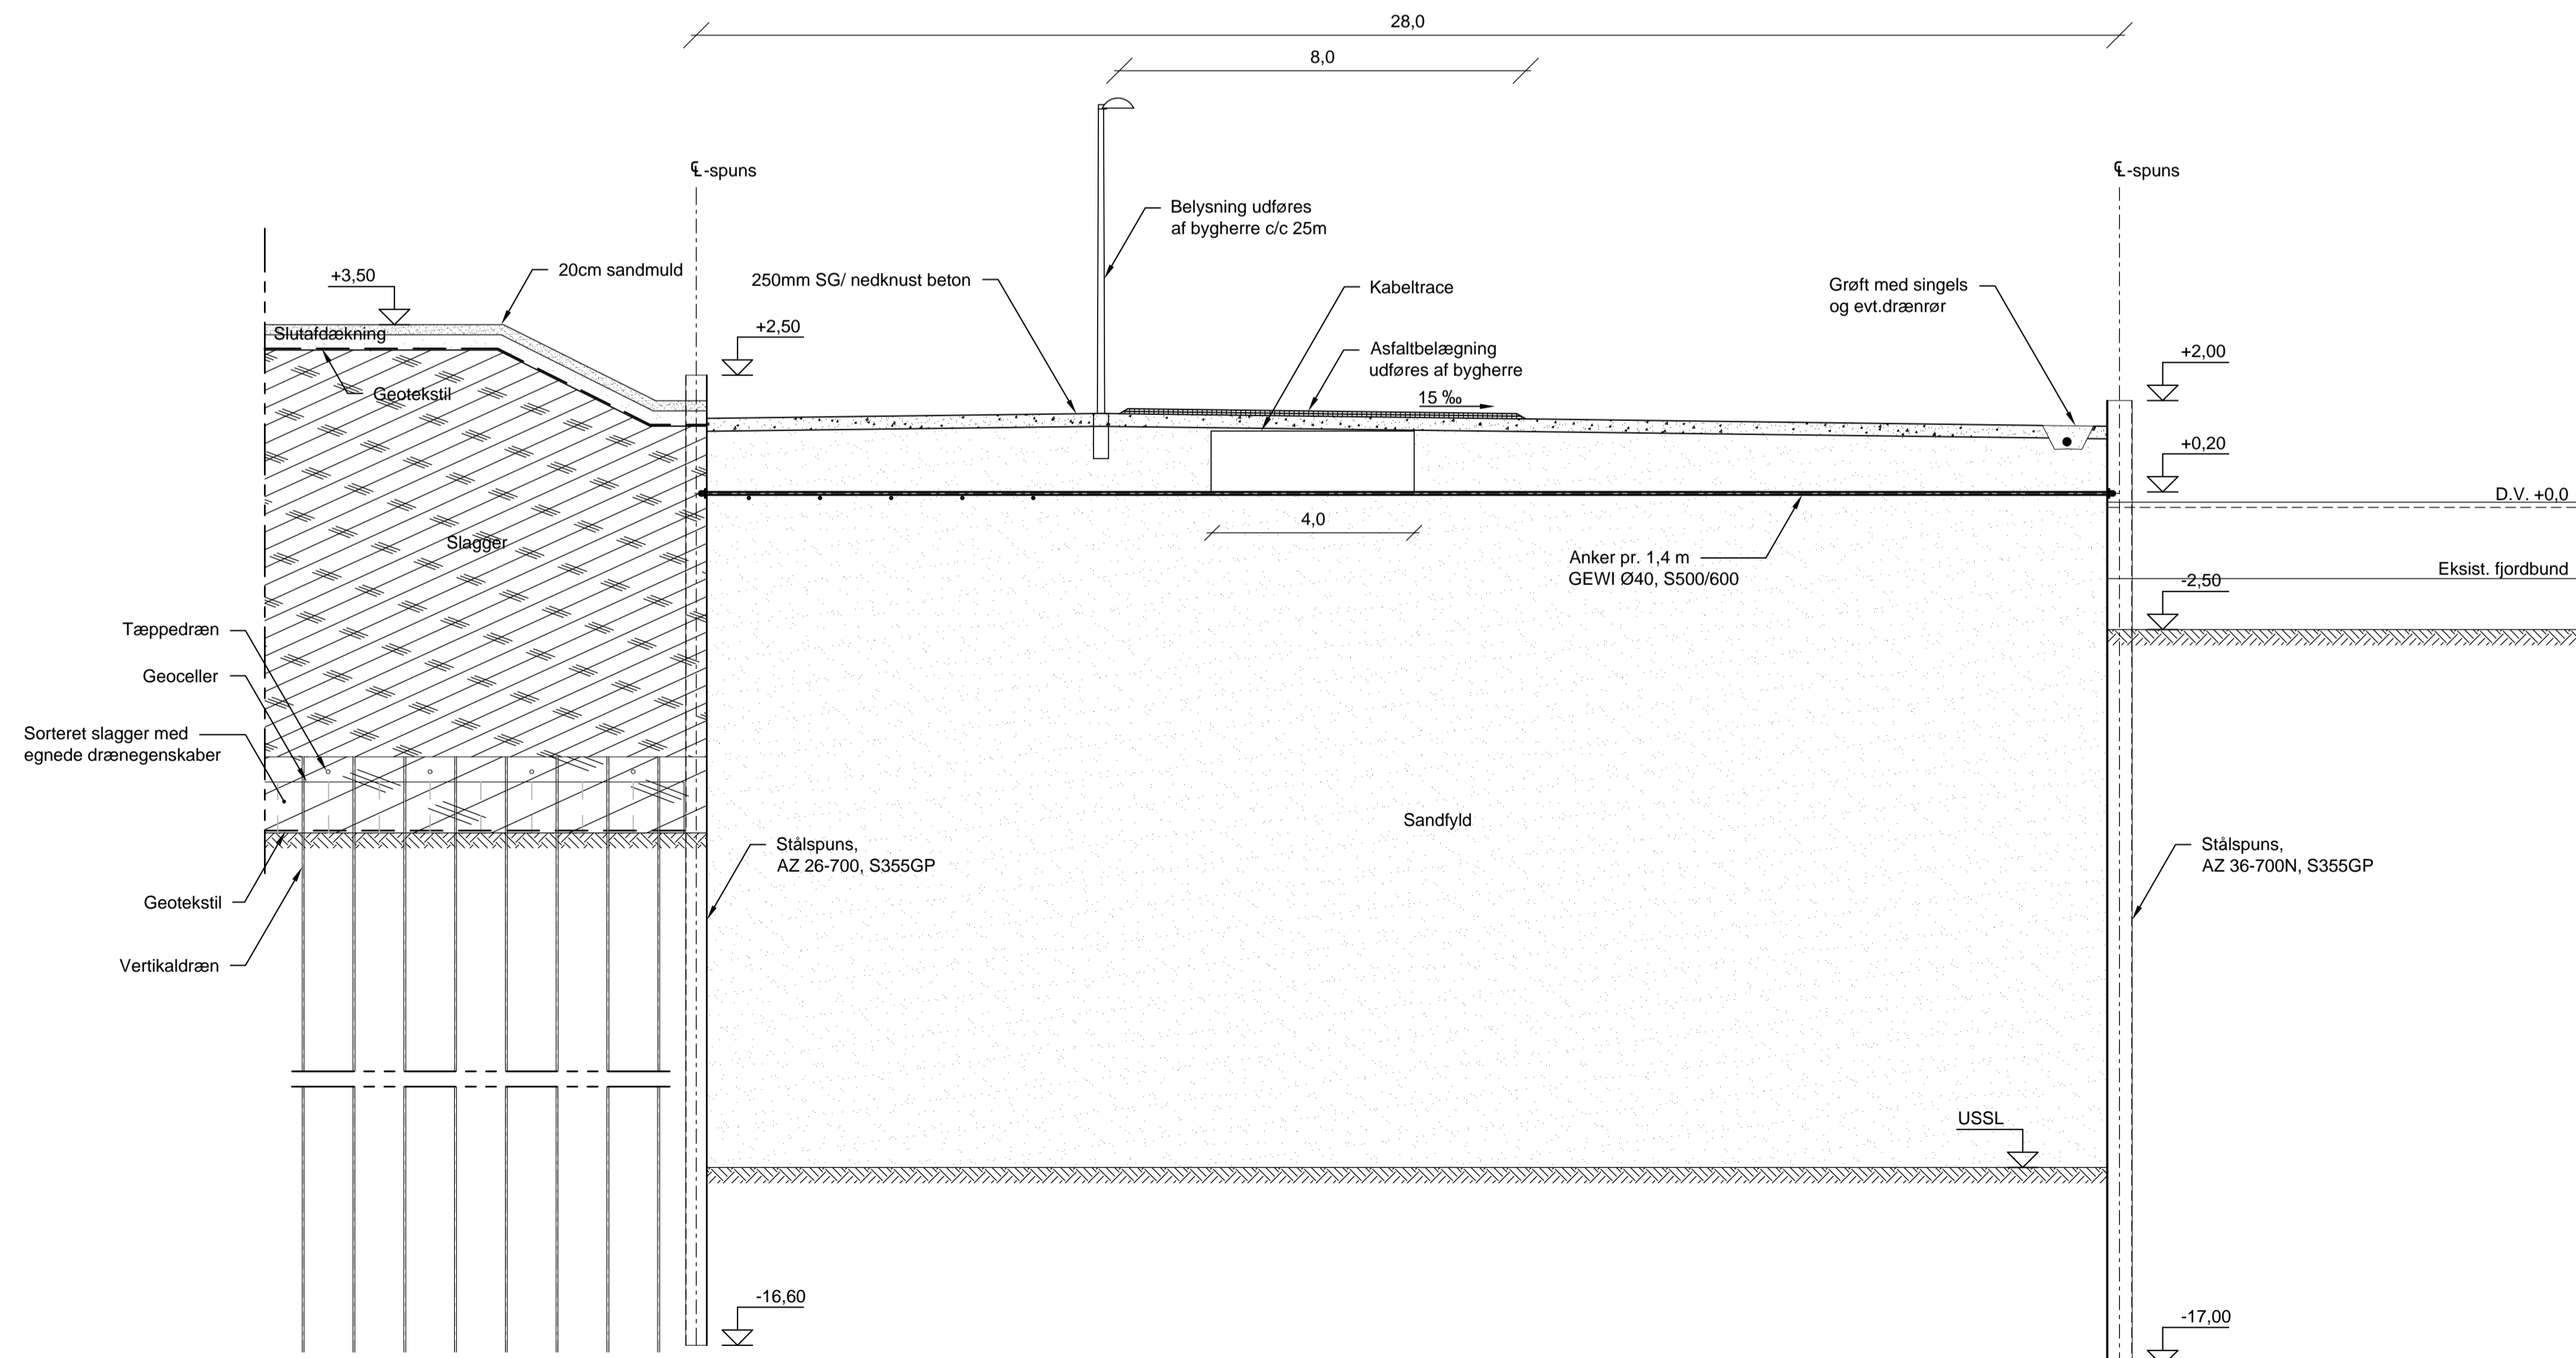 28,0
8,0
℄-spuns
℄-spuns
Belysning udføres
af bygherre c/c 25m
+3,50
20cm sandmuld
250mm SG/ nedknust beton
Kabeltrace
Grøft med singels
og evt.drænrør
Slutafdækning
+2,50
Asfaltbelægning
udføres af bygherre
+2,00
Geotekstil
15 ‰
+0,20
D.V. +0,0
4,0
Slagger
Anker pr. 1,4 m
GEWI Ø40, S500/600
Eksist. fjordbund
-2,50
Tæppedræn
Geoceller
Sorteret slagger med
egnede drænegenskaber
Sandfyld
Stålspuns,
AZ 26-700, S355GP
Stålspuns,
AZ 36-700N, S355GP
Geotekstil
Vertikaldræn
USSL
-16,60
-17,00